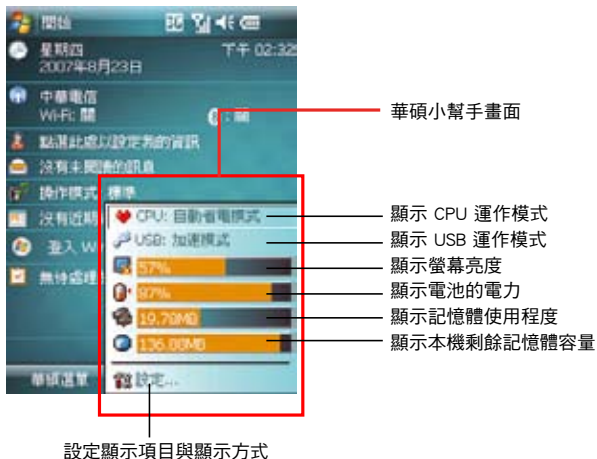 開始
星期四
下午 02:32
2007年8月23日
中華電信
Wi-Fi: 關
: 關
點選此處以設定您的資訊
沒有未閱讀的訊息
操作模式 標準
沒有近期
登入 W
無待處理
CPU: 自動省電模式
USB: 加速模式
57%
97%
19.70MB
136.00MB
設定...
華碩選單
華碩小幫手畫面
顯示 CPU 運作模式
顯示 USB 運作模式
顯示螢幕亮度
顯示電池的電力
顯示記憶體使用程度
顯示本機剩餘記憶體容量
設定顯示項目與顯示方式